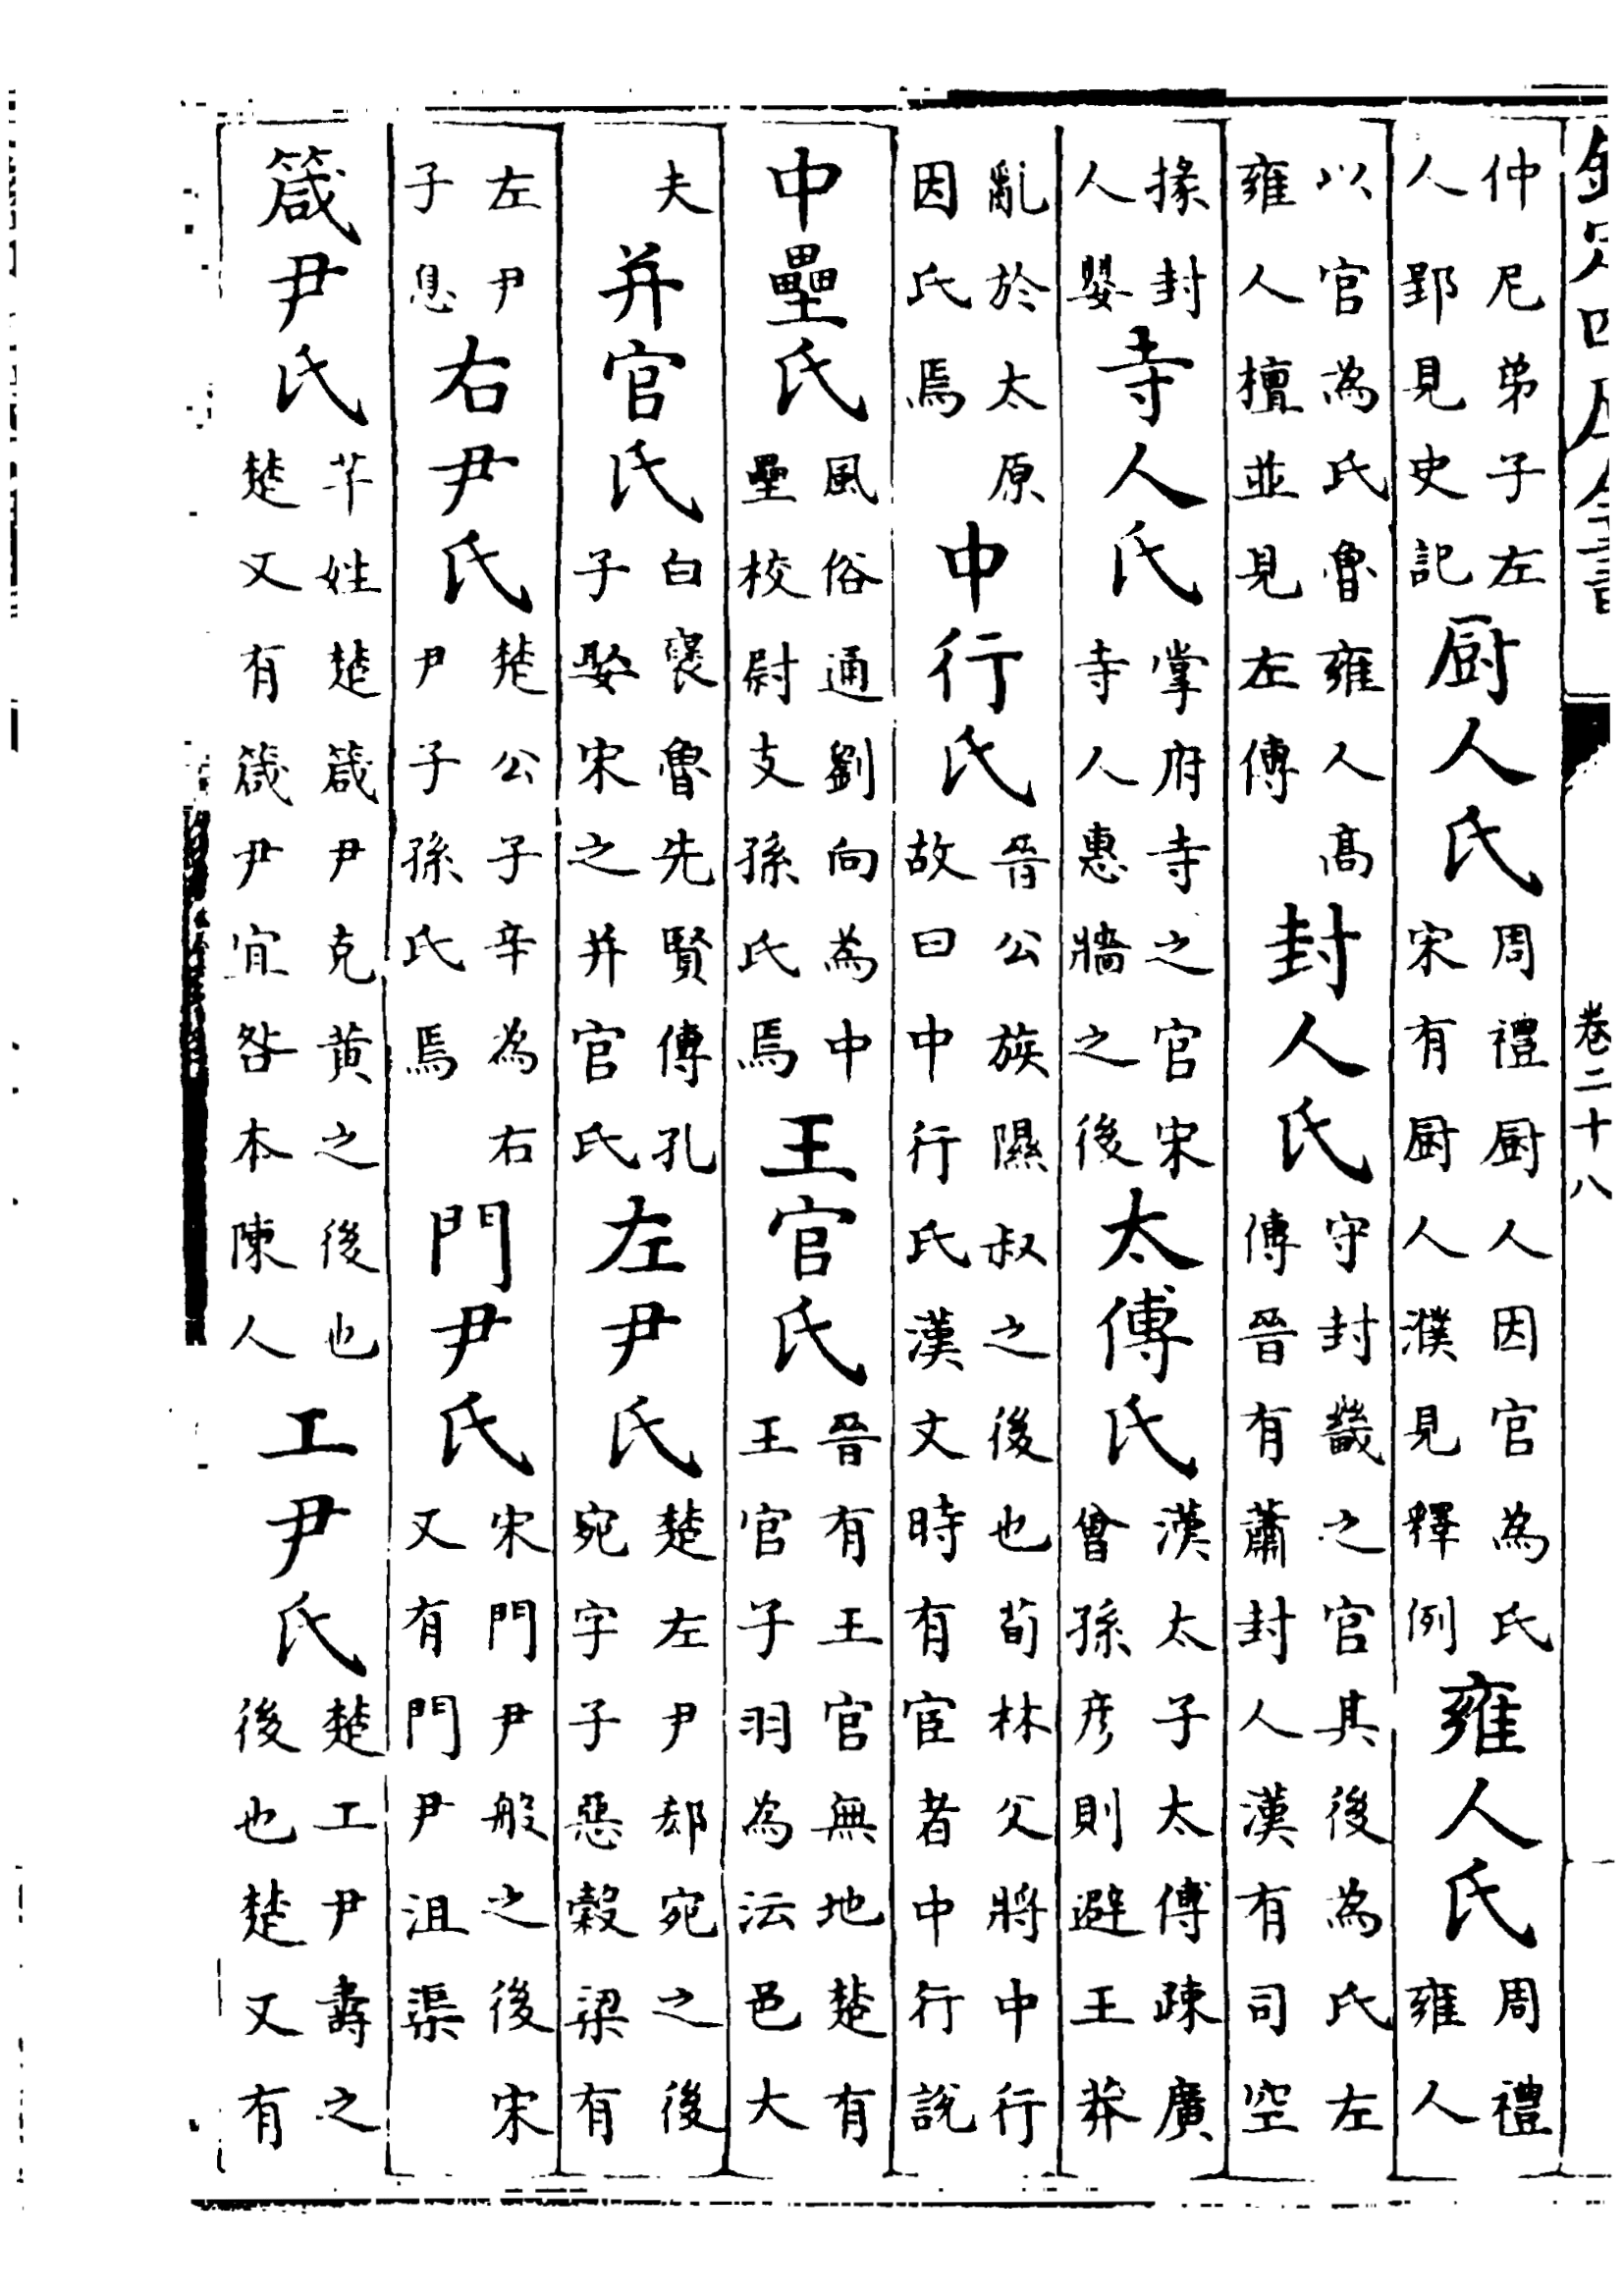 欽定四庫全書 卷二十八
仲尼弟子左人郢見史記厨人氏周禮厨人因官為氏宋有厨人濮見釋例雍人氏周禮雍人
以官為氏魯雍人高雍人檀並見左傳封人氏守封畿之官其後為氏左傳晉有蕭封人漢有司空
掾封人嬰寺人氏掌府寺之官宋寺人惠牆之後太傅氏漢太子太傅疎廣曾孫彦則避王莽
亂於太原因氏焉中行氏晉公族隰叔之後也荀林父將中行故曰中行氏漢文時有宦者中行說
中壘氏風俗通劉向為中壘校尉支孫氏焉王官氏晉有王官無地楚有王官子羽為沄邑大
夫并官氏白褒魯先賢傳孔子娶宋之并官氏左尹氏楚左尹却宛之後宛字子惡穀梁有
左尹子息右尹氏楚公子辛為右尹子孫氏焉門尹氏宋門尹般之後宋又有門尹沮渠
箴尹氏芊姓楚箴尹克黄之後也楚又有箴尹宜咎本陳人工尹氏楚工尹壽之後也楚又有